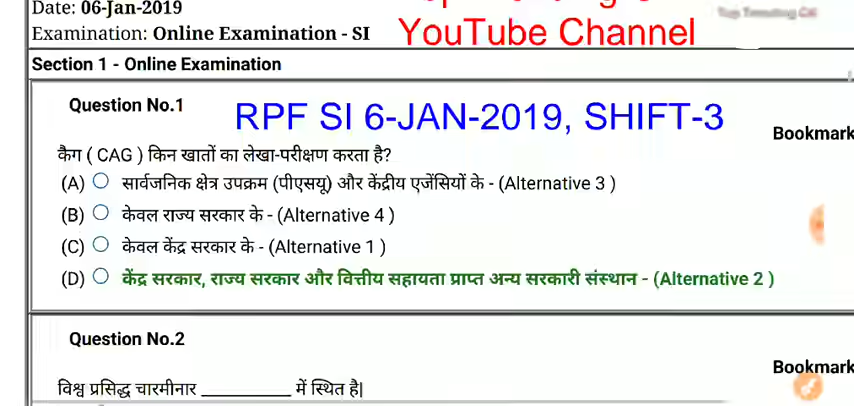 Date: 06-Jan-2019
Examination: Online Examination - SI
YouTube Channel
Section 1 - Online Examination
Question No.1
RPF SI 6-JAN-2019, SHIFT-3
Bookmark
कैग ( CAG ) किन खातों का लेखा-परीक्षण करता है?
(A) सार्वजनिक क्षेत्र उपक्रम (पीएसयू) और केंद्रीय एजेंसियों के - (Alternative 3 )
(B) केवल राज्य सरकार के - (Alternative 4 )
(C) केवल केंद्र सरकार के - (Alternative 1 )
(D) केंद्र सरकार, राज्य सरकार और वित्तीय सहायता प्राप्त अन्य सरकारी संस्थान - (Alternative 2 )
Question No.2
Bookmark
विश्व प्रसिद्ध चारमीनार __________ में स्थित है|